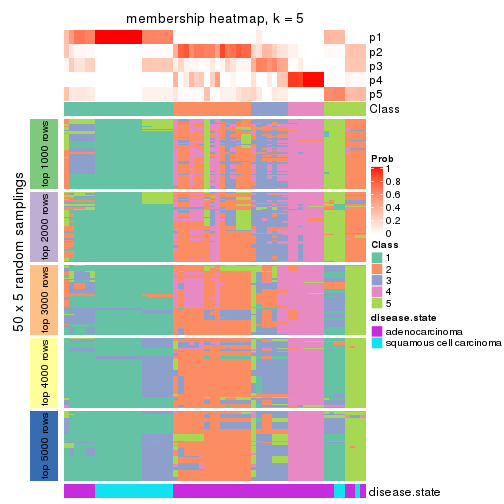 membership heatmap, k = 5
p1
p2
p3
p4
p5
Class
50 x 5 random samplings
top 1000 rows
top 2000 rows
top 3000 rows
top 4000 rows
top 5000 rows
disease.state
Prob
1
0.8
0.6
0.4
0.2
0
Class
1
2
3
4
5
disease.state
adenocarcinoma
squamous cell carcinoma